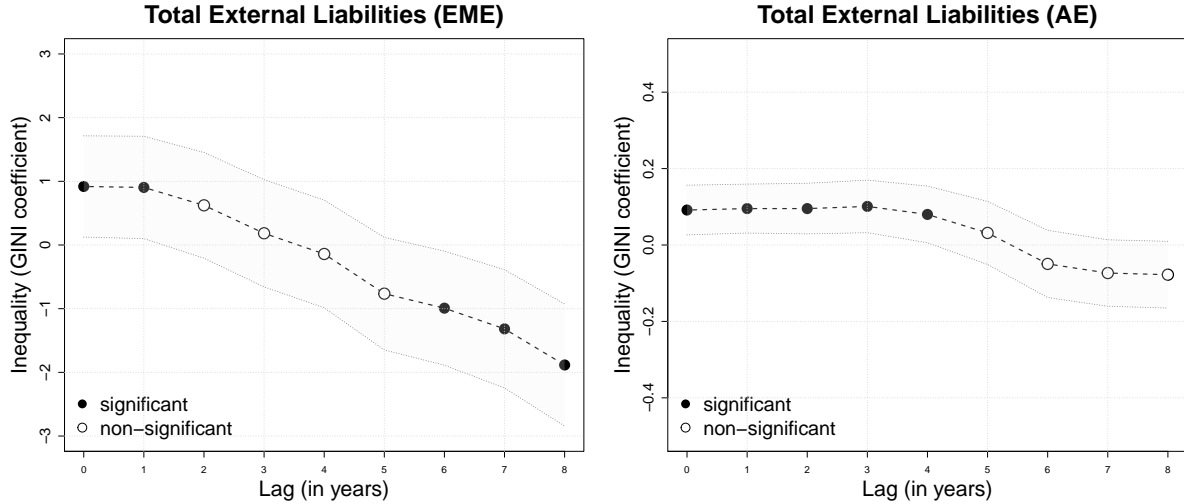 Total External Liabilities (EME)
Inequality (GINI coefficient)
3
2
1
0
−1
−2
−3
significant
non−significant
0 1 2 3 4 5 6 7 8
Lag (in years)
Total External Liabilities (AE)
Inequality (GINI coefficient)
0.4
0.2
0.0
−0.2
−0.4
significant
non−significant
0 1 2 3 4 5 6 7 8
Lag (in years)